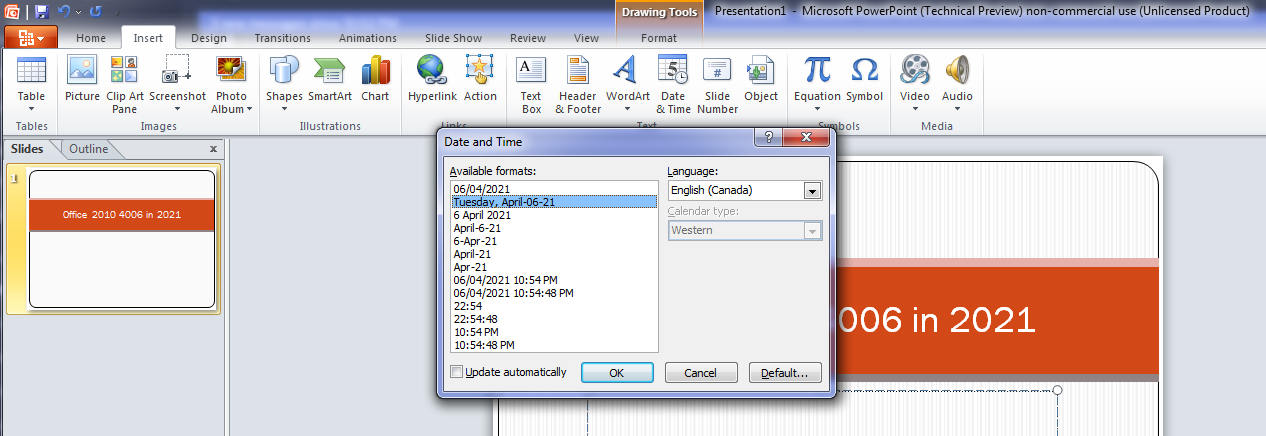 Drawing Tools
Presentation1 - Microsoft PowerPoint (Technical Preview) non-commercial use (Unlicensed Product)
Home Insert Design Transitions Animations Slide Show Review View Format
Table Picture Clip Art Pane Screenshot Photo Album Shapes SmartArt Chart Hyperlink Action Text Box Header & Footer WordArt Date & Time Slide Number Object Equation Symbol Video Audio
Tables Images Illustrations Links Text Symbols Media
Slides Outline x
1
Office 2010 4006 in 2021
Date and Time
Available formats:
06/04/2021
Tuesday, April-06-21
6 April 2021
April-6-21
6-Apr-21
April-21
Apr-21
06/04/2021 10:54 PM
06/04/2021 10:54:48 PM
22:54
22:54:48
10:54 PM
10:54:48 PM
Language:
English (Canada)
Calendar type:
Western
Update automatically
OK Cancel Default...
006 in 2021